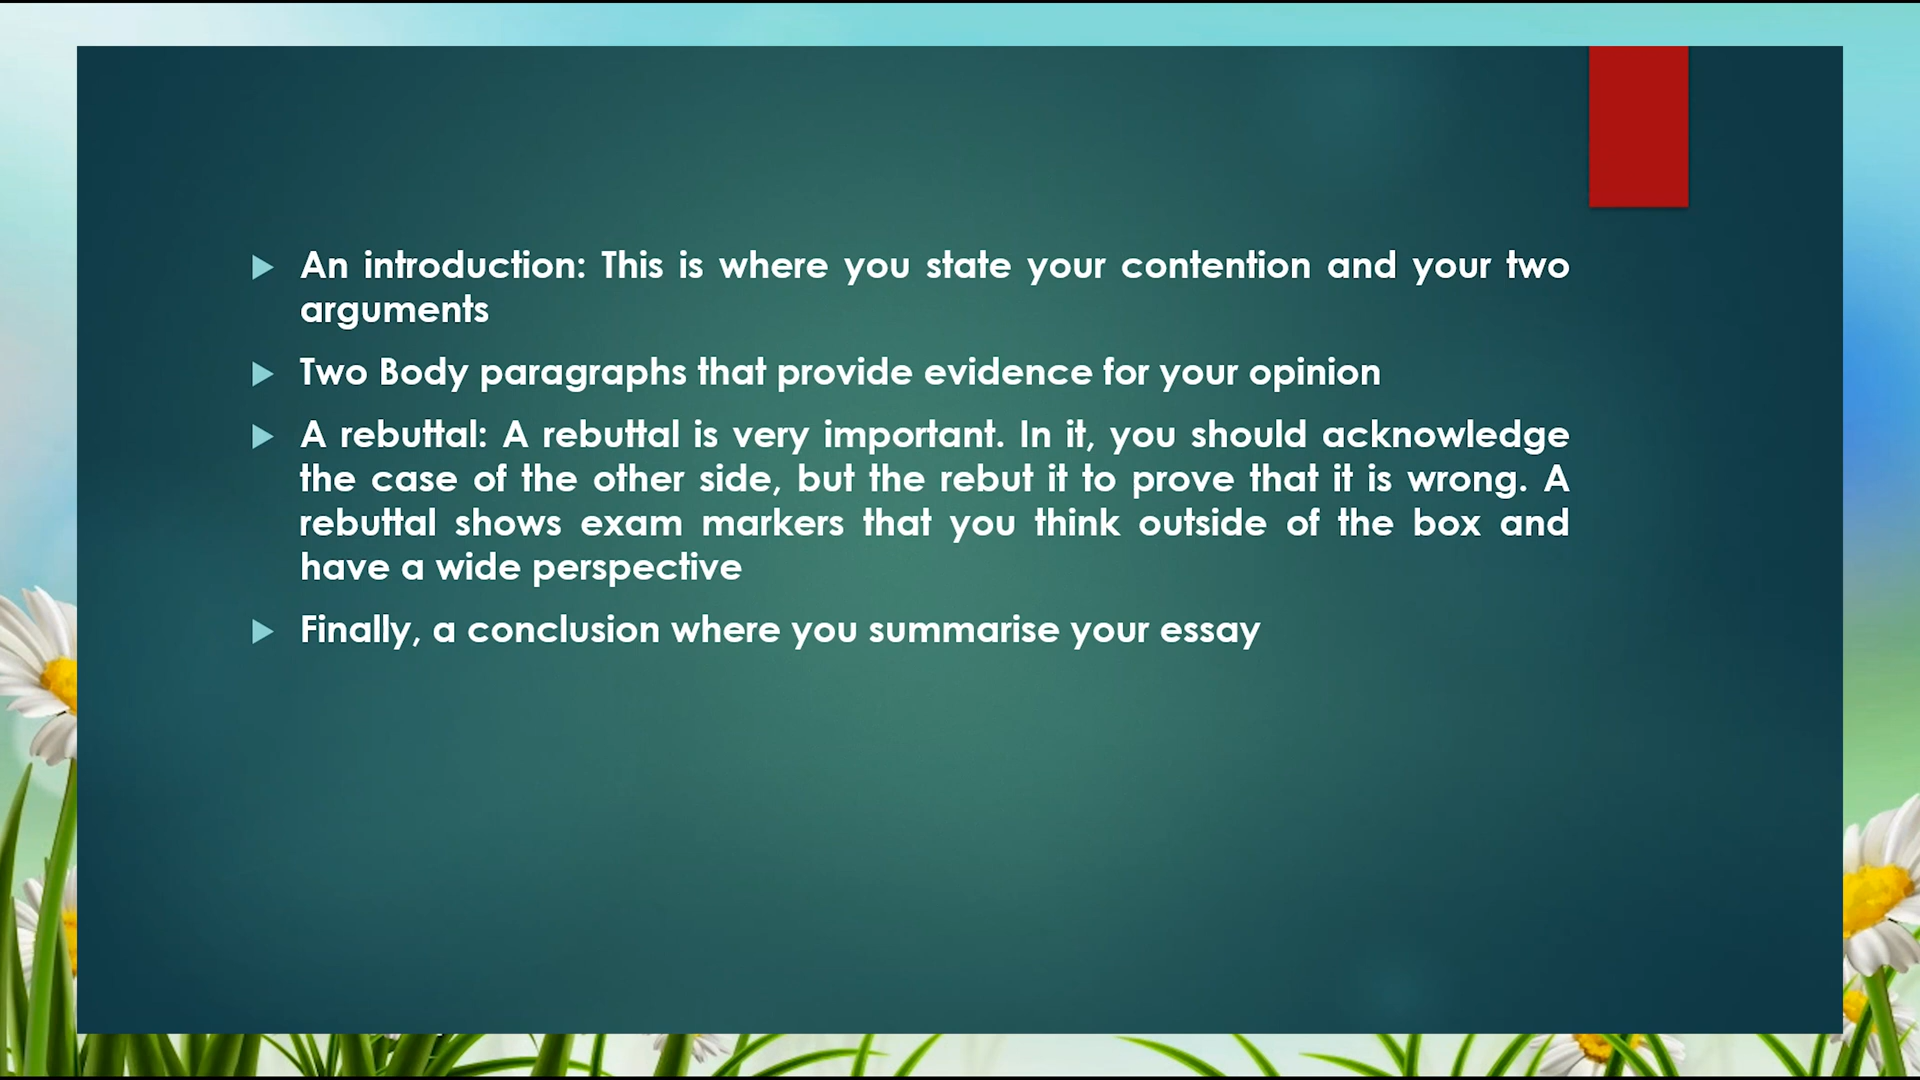 An introduction: This is where you state your contention and your two
arguments
Two Body paragraphs that provide evidence for your opinion
A rebuttal: A rebuttal is very important. In it, you should acknowledge
the case of the other side, but the rebut it to prove that it is wrong. A
rebuttal shows exam markers that you think outside of the box and
have a wide perspective
Finally, a conclusion where you summarise your essay